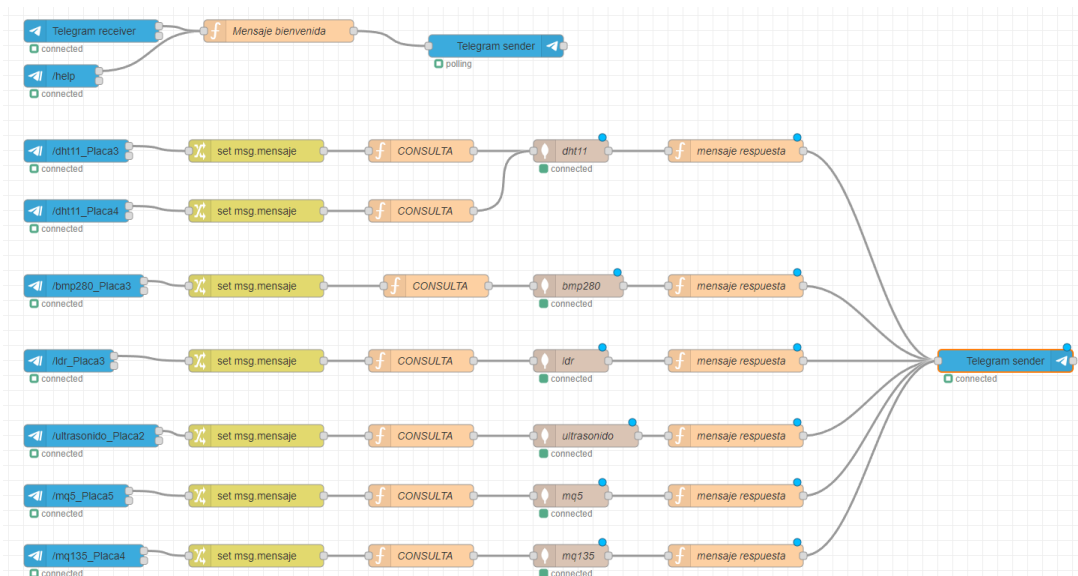 Telegram receiver
Mensaje bienvenida
Telegram sender
connected
polling
/help
connected
/dht11_Placa3
set msg.mensaje
CONSULTA
dht11
mensaje respuesta
connected
connected
/dht11_Placa4
set msg.mensaje
CONSULTA
connected
/bmp280_Placa3
set msg.mensaje
CONSULTA
bmp280
mensaje respuesta
connected
connected
/ldr_Placa3
set msg.mensaje
CONSULTA
ldr
mensaje respuesta
Telegram sender
connected
connected
connected
/ultrasonido_Placa2
set msg.mensaje
CONSULTA
ultrasonido
mensaje respuesta
connected
connected
/mq5_Placa5
set msg.mensaje
CONSULTA
mq5
mensaje respuesta
connected
connected
/mq135_Placa4
set msg.mensaje
CONSULTA
mq135
mensaje respuesta
connected
connected